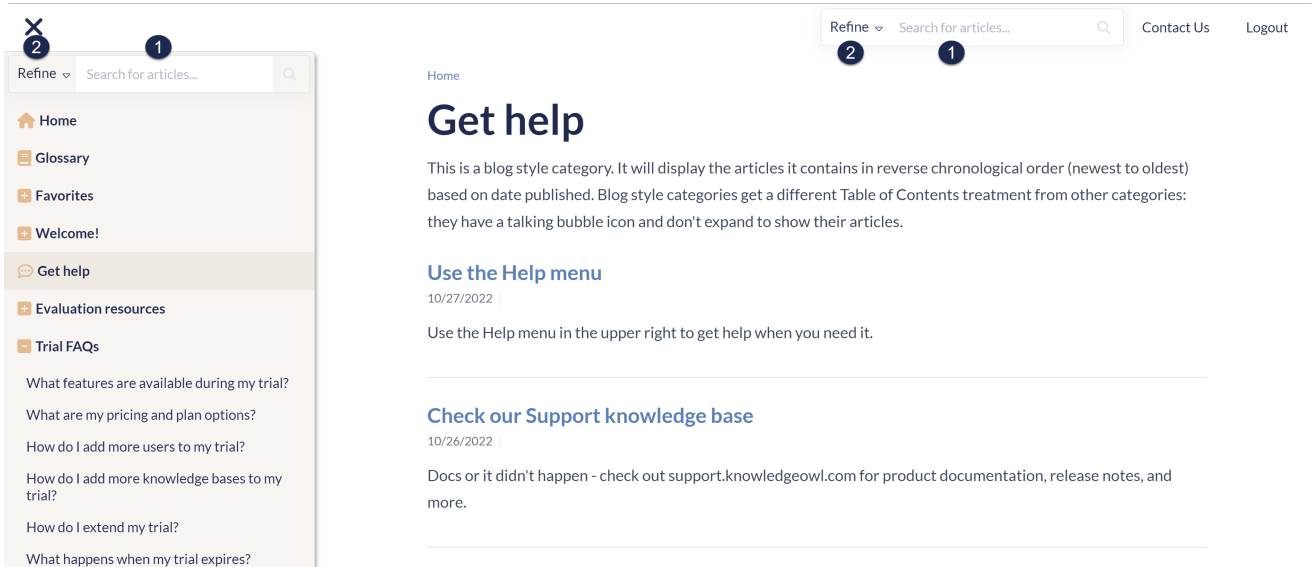 2
1
Refine
Search for articles...
Home
Glossary
Favorites
Welcome!
Get help
Evaluation resources
Trial FAQs
What features are available during my trial?
What are my pricing and plan options?
How do I add more users to my trial?
How do I add more knowledge bases to my
trial?
How do I extend my trial?
What happens when my trial expires?
Refine
Search for articles...
Contact Us
Logout
2
1
Home
Get help
This is a blog style category. It will display the articles it contains in reverse chronological order (newest to oldest)
based on date published. Blog style categories get a different Table of Contents treatment from other categories:
they have a talking bubble icon and don't expand to show their articles.
Use the Help menu
10/27/2022
Use the Help menu in the upper right to get help when you need it.
Check our Support knowledge base
10/26/2022
Docs or it didn't happen - check out support.knowledgeowl.com for product documentation, release notes, and
more.